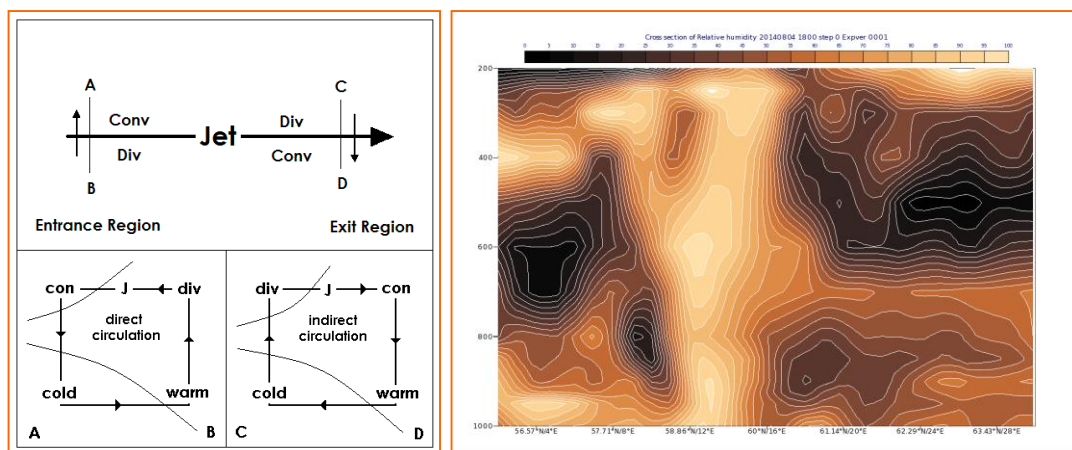 A
C
Conv
Div
Jet
Div
Conv
B
D
Entrance Region
Exit Region
con
J
div
direct
circulation
cold
warm
A
B
div
J
con
indirect
circulation
cold
warm
C
D
Cross section of Relative humidity 20140804 1800 step 0 Expver 0001
0 5 10 15 20 25 30 35 40 45 50 55 60 65 70 75 80 85 90 95 100
200
400
600
800
1000
56.57°N/4°E 57.71°N/8°E 58.86°N/12°E 60°N/16°E 61.14°N/20°E 62.29°N/24°E 63.43°N/28°E